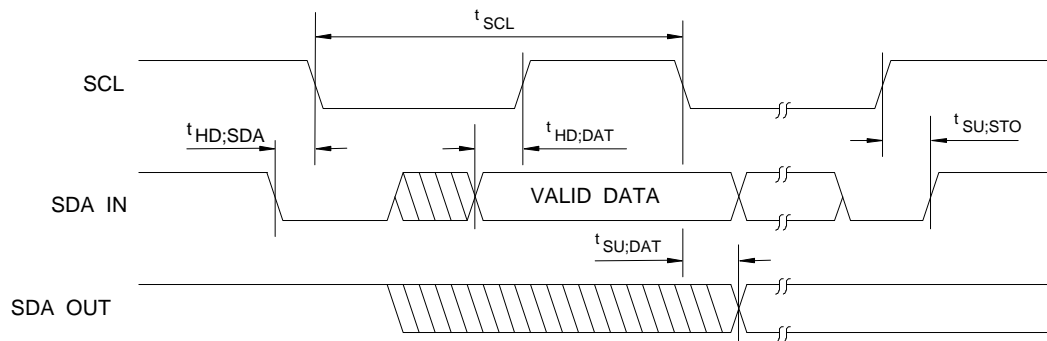 t SCL
SCL
t HD;SDA
t HD;DAT
t SU;STO
SDA IN
VALID DATA
t SU;DAT
SDA OUT